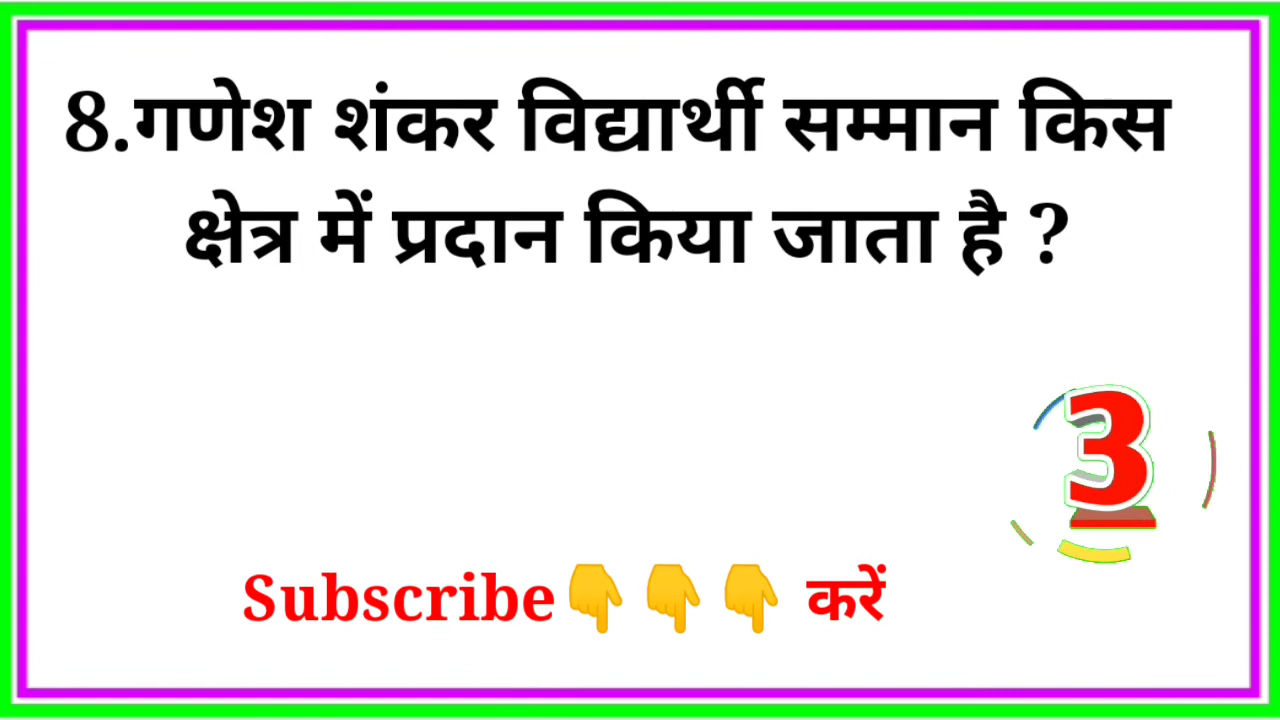 8.गणेश शंकर विद्यार्थी सम्मान किस
क्षेत्र में प्रदान किया जाता है ?
3
Subscribe👇👇👇 करें